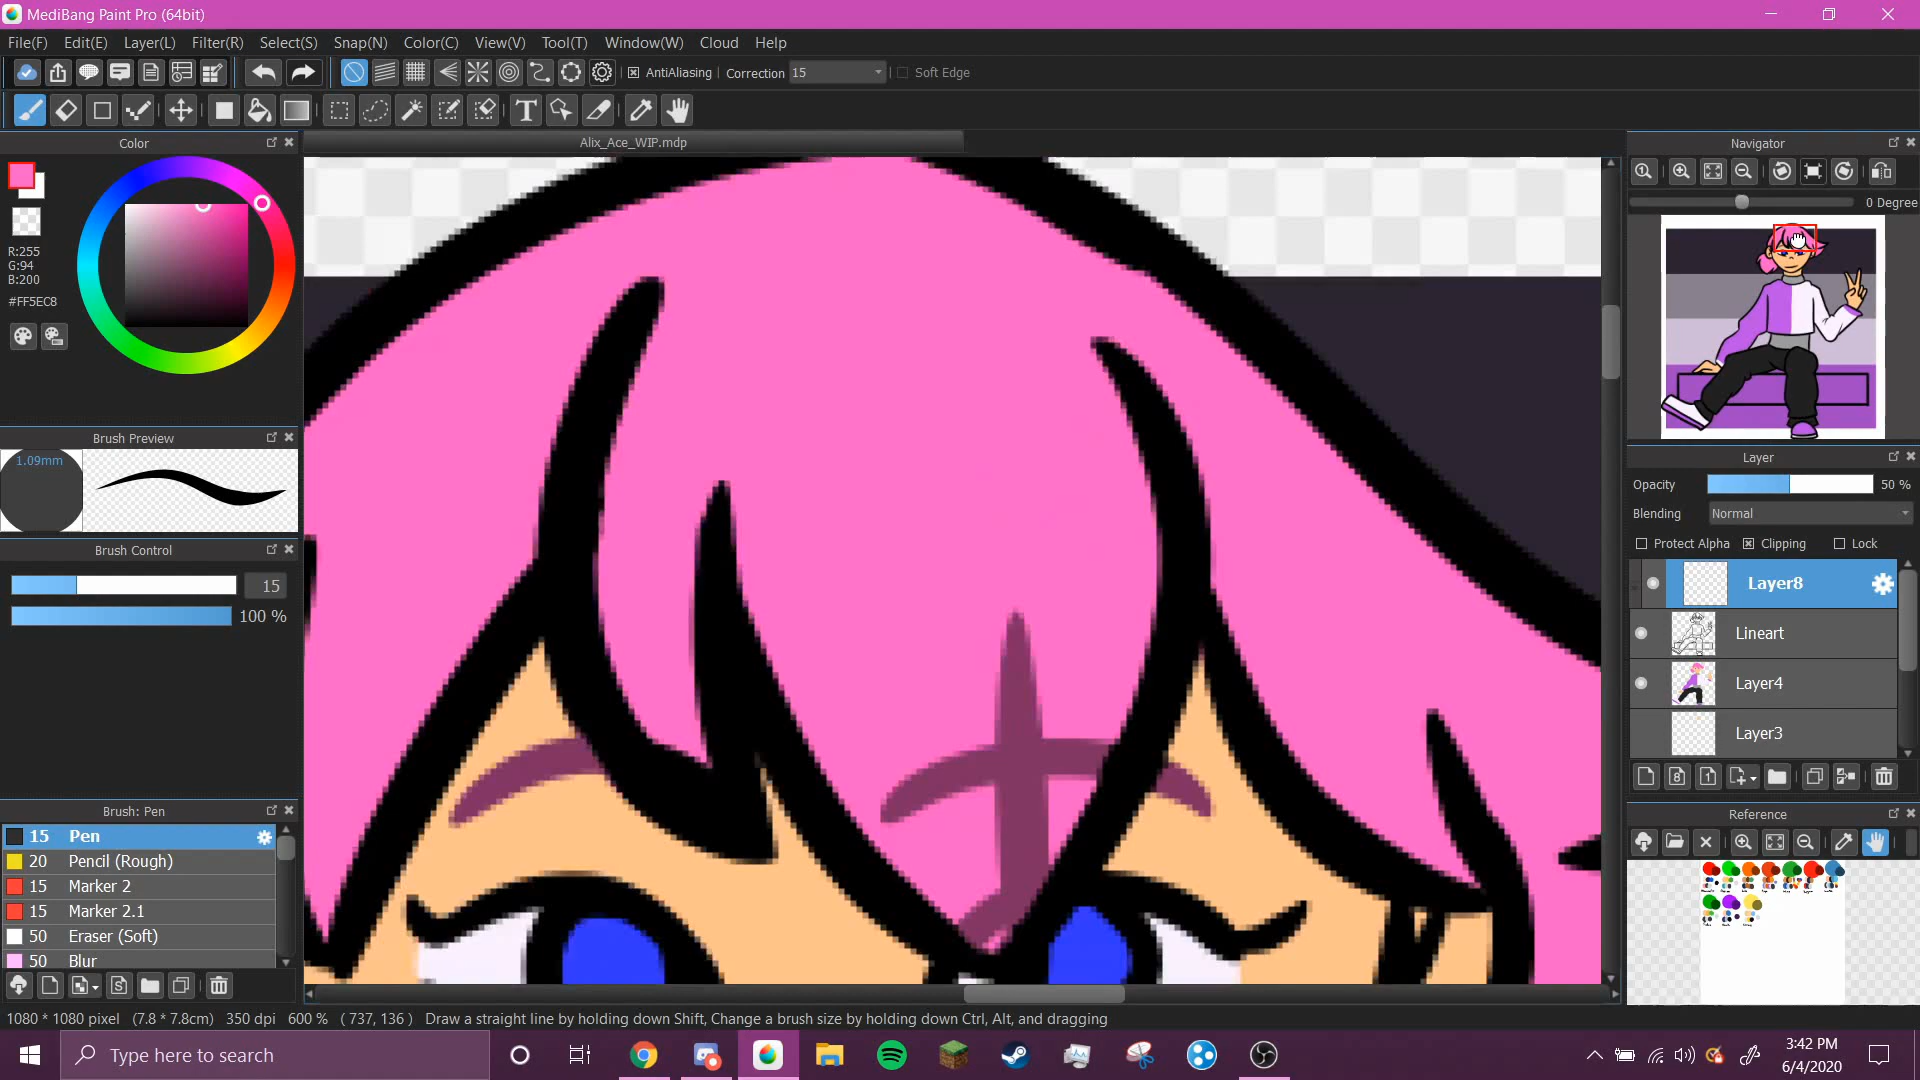 MediBang Paint Pro (64bit)
File(F) Edit(E) Layer(L) Filter(R) Select(S) Snap(N) Color(C) View(V) Tool(T) Window(W) Cloud Help
AntiAliasing Correction 15 Soft Edge
T
Color
Alix_Ace_WIP.mdp
Navigator
0 Degree
R:255
G:94
B:200
#FF5EC8
Brush Preview
1.09mm
Layer
Opacity 50 %
Blending Normal
Protect Alpha Clipping Lock
Brush Control
15
100 %
Layer8
Lineart
Layer4
Layer3
Brush: Pen
15 Pen
20 Pencil (Rough)
15 Marker 2
15 Marker 2.1
50 Eraser (Soft)
50 Blur
Reference
1080 * 1080 pixel (7.8 * 7.8cm) 350 dpi 600 % ( 737, 136 ) Draw a straight line by holding down Shift, Change a brush size by holding down Ctrl, Alt, and dragging
Type here to search
3:42 PM
6/4/2020